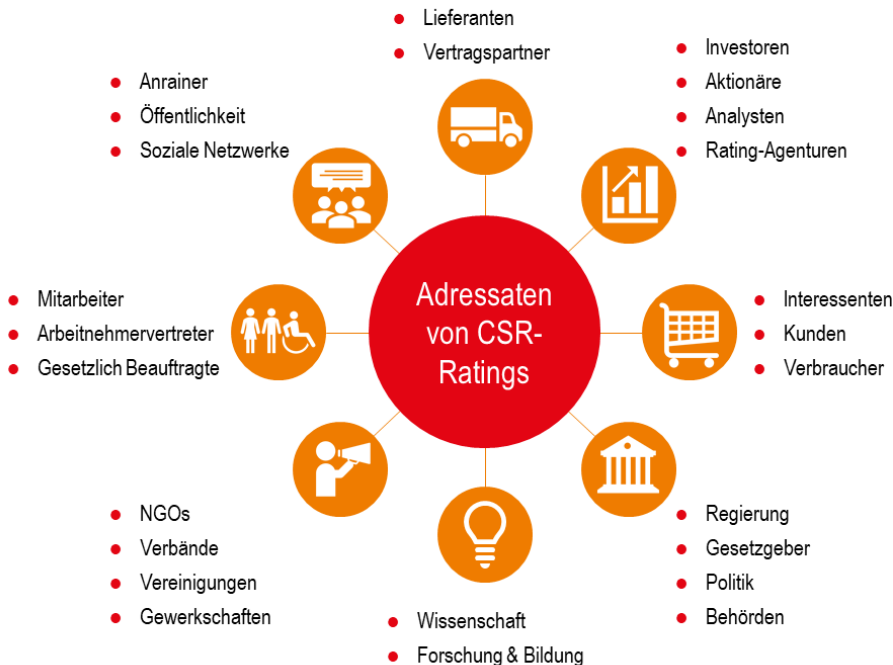 Lieferanten
Vertragspartner
Investoren
Aktionäre
Analysten
Rating-Agenturen
Interessenten
Kunden
Verbraucher
Regierung
Gesetzgeber
Politik
Behörden
Wissenschaft
Forschung & Bildung
NGOs
Verbände
Vereinigungen
Gewerkschaften
Mitarbeiter
Arbeitnehmervertreter
Gesetzlich Beauftragte
Anrainer
Öffentlichkeit
Soziale Netzwerke
Adressaten
von CSR-
Ratings